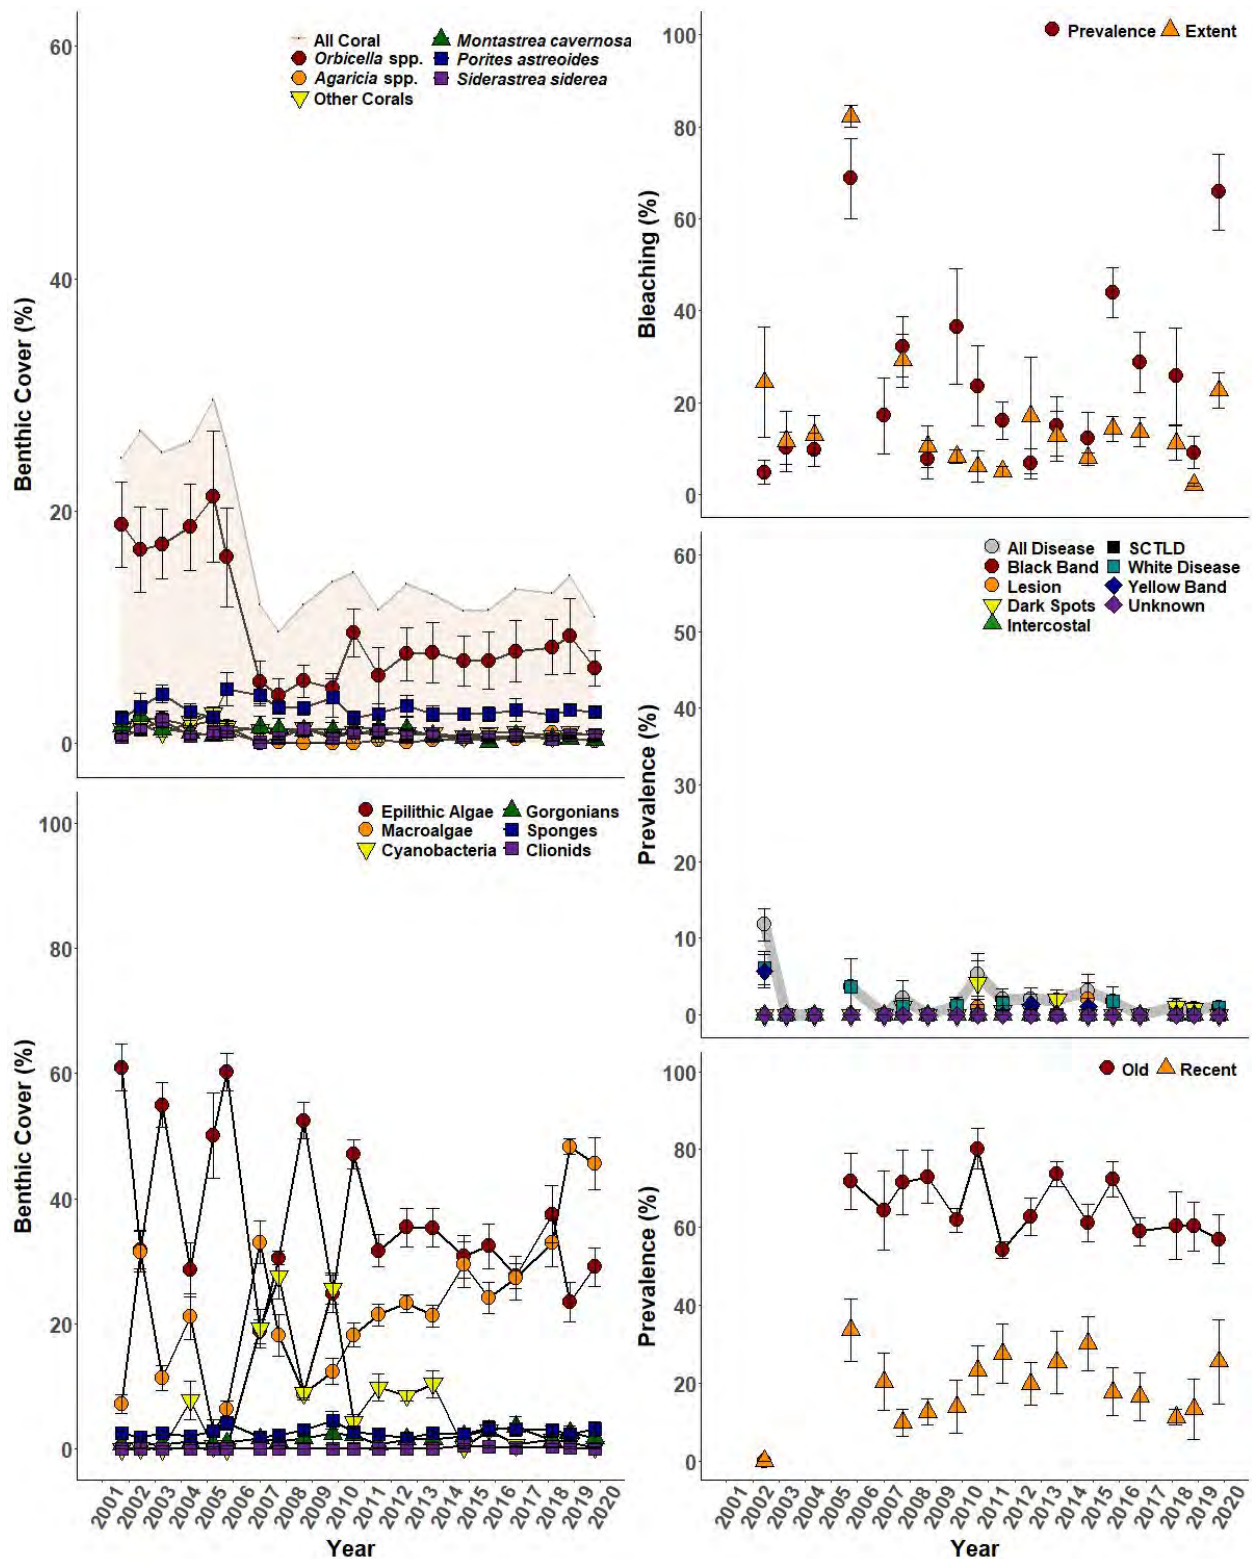 60
40
20
0
Benthic Cover (%)
All Coral
Orbicella spp.
Agaricia spp.
Other Corals
Montastrea cavernosa
Porites astreoides
Siderastrea siderea
100
80
60
40
20
0
Bleaching (%)
Prevalence Extent
60
50
40
30
20
10
0
Prevalence (%)
All Disease
Black Band
Lesion
Dark Spots
Intercostal
SCTLD
White Disease
Yellow Band
Unknown
100
80
60
40
20
0
Benthic Cover (%)
Epilithic Algae
Macroalgae
Cyanobacteria
Gorgonians
Sponges
Clionids
2001 2002 2003 2004 2005 2006 2007 2008 2009 2010 2011 2012 2013 2014 2015 2016 2017 2018 2019 2020
Year
100
80
60
40
20
0
Prevalence (%)
Old Recent
2001 2002 2003 2004 2005 2006 2007 2008 2009 2010 2011 2012 2013 2014 2015 2016 2017 2018 2019 2020
Year